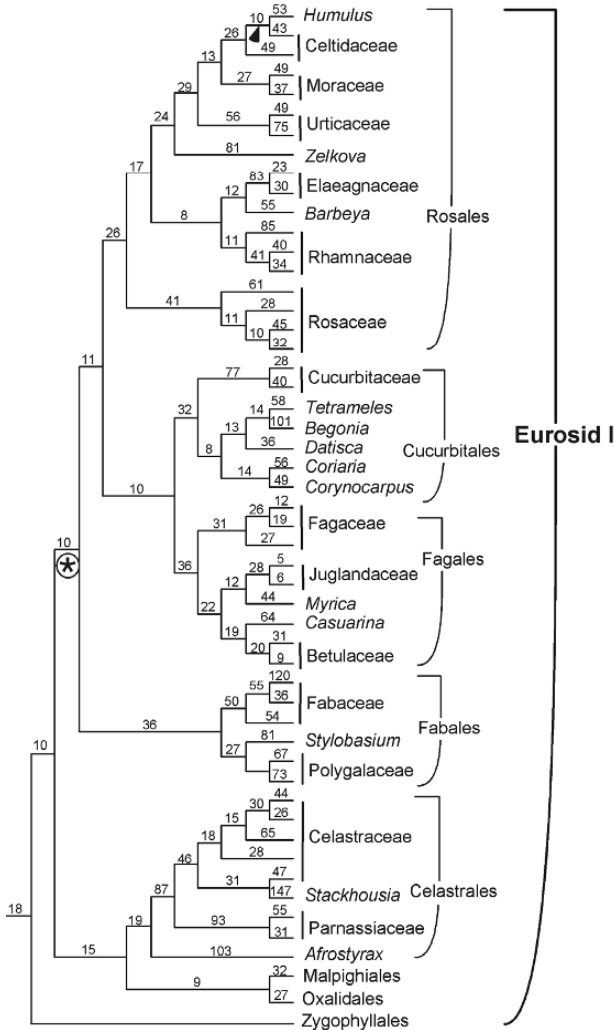 53
10
Humulus
26
43
49
Celtidaceae
13
49
27
Moraceae
37
29
49
56
Urticaceae
75
24
81
Zelkova
17
23
83
Elaeagnaceae
12
30
55
Barbeya
Rosales
8
85
11
40
41
Rhamnaceae
34
26
61
41
28
11
Rosaceae
45
10
32
11
28
77
Cucurbitaceae
40
32
58
Tetrameles
14
13
101
Begonia
Cucurbitales
Eurosid I
36
Datisca
8
56
Coriaria
14
49
Corynocarpus
10
12
26
31
19
Fagaceae
27
10
*
36
5
Fagales
28
Juglandaceae
12
6
44
Myrica
22
64
Casuarina
19
31
20
Betulaceae
9
120
55
36
Fabaceae
50
54
Fabales
36
81
Stylobasium
27
67
Polygalaceae
73
10
44
30
26
15
Celastraceae
18
65
28
46
47
31
147
Stackhousia
Celastrales
87
55
93
Parnassiaceae
31
19
18
103
Afrostyrax
15
32
Malpighiales
9
27
Oxalidales
Zygophyllales